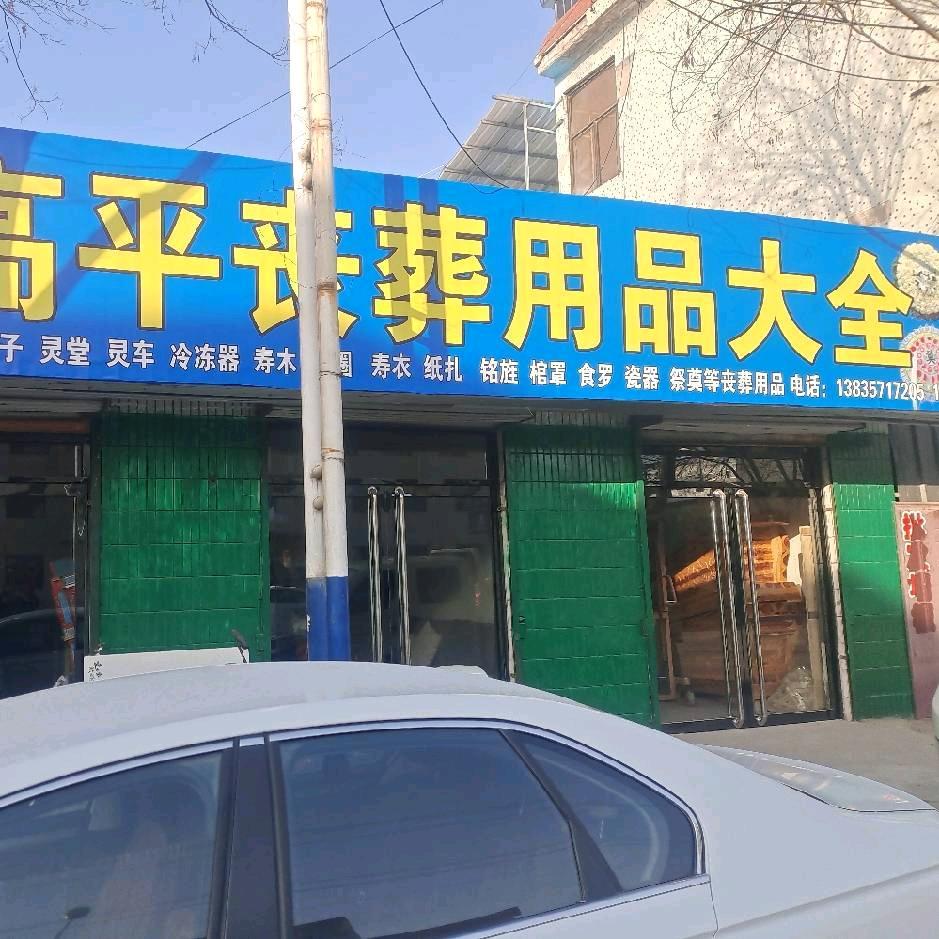 高平丧葬用品大全
子 灵堂 灵车 冷冻器 寿木 圈 寿衣 纸扎 铭旌 棺罩 食罗 瓷器 祭奠等丧葬用品 电话：13835717205